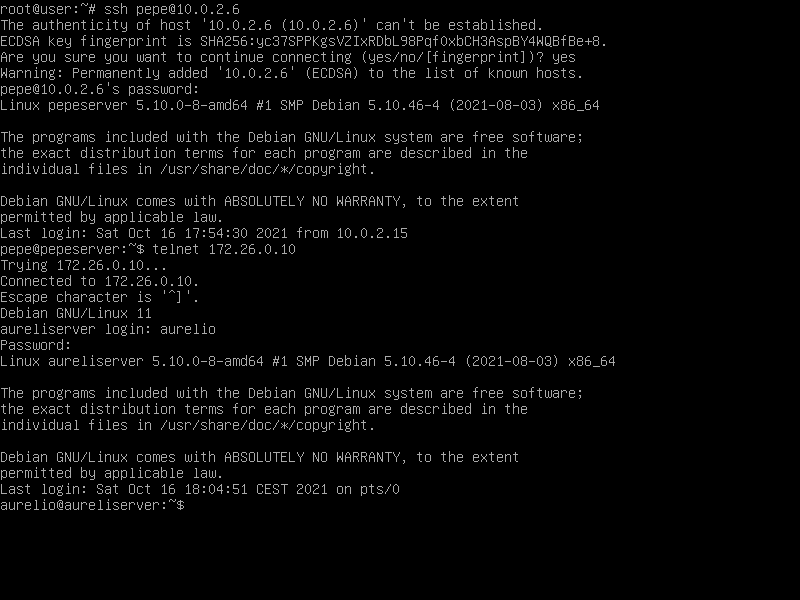 root@user:~# ssh pepe@10.0.2.6
The authenticity of host '10.0.2.6 (10.0.2.6)' can't be established.
ECDSA key fingerprint is SHA256:yc37SPPKgsVZIxRDbL98PqfOxbCH3AspBY4WQBfBe+8.
Are you sure you want to continue connecting (yes/no/[fingerprint])? yes
Warning: Permanently added '10.0.2.6' (ECDSA) to the list of known hosts.
pepe@10.0.2.6's password:
Linux pepeserver 5.10.0-8-amd64 #1 SMP Debian 5.10.46-4 (2021-08-03) x86_64
The programs included with the Debian GNU/Linux system are free software;
the exact distribution terms for each program are described in the
individual files in /usr/share/doc/*/copyright.
Debian GNU/Linux comes with ABSOLUTELY NO WARRANTY, to the extent
permitted by applicable law.
Last login: Sat Oct 16 17:54:30 2021 from 10.0.2.15
pepe@pepeserver:~$ telnet 172.26.0.10
Trying 172.26.0.10...
Connected to 172.26.0.10.
Escape character is '^]'.
Debian GNU/Linux 11
aureliserver login: aurelio
Password:
Linux aureliserver 5.10.0-8-amd64 #1 SMP Debian 5.10.46-4 (2021-08-03) x86_64
The programs included with the Debian GNU/Linux system are free software;
the exact distribution terms for each program are described in the
individual files in /usr/share/doc/*/copyright.
Debian GNU/Linux comes with ABSOLUTELY NO WARRANTY, to the extent
permitted by applicable law.
Last login: Sat Oct 16 18:04:51 CEST 2021 on pts/0
aurelio@aureliserver:~$